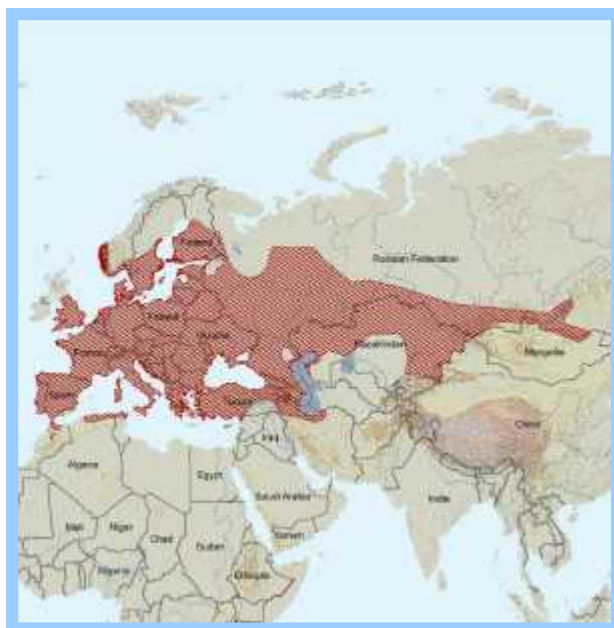 Finland
Russian Federation
Poland
Ukraine
France
Kazakhstan
Mongolia
Spain
Turkey
China
Iraq
Algeria
Egypt
Saudi Arabia
India
Mali
Niger
Chad
Sudan
Yemen
Nigeria
Ethiopia